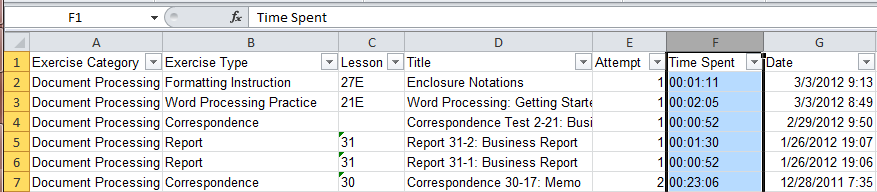 F1 fx Time Spent
A B C D E F G
1 Exercise Category Exercise Type Lesson Title Attempt Time Spent Date
2 Document Processing Formatting Instruction 27E Enclosure Notations 1 00:01:11 3/3/2012 9:13
3 Document Processing Word Processing Practice 21E Word Processing: Getting Starte 1 00:02:05 3/3/2012 8:49
4 Document Processing Correspondence Correspondence Test 2-21: Busi 1 00:00:52 2/29/2012 9:50
5 Document Processing Report 31 Report 31-2: Business Report 1 00:01:30 1/26/2012 19:07
6 Document Processing Report 31 Report 31-1: Business Report 1 00:00:52 1/26/2012 19:06
7 Document Processing Correspondence 30 Correspondence 30-17: Memo 2 00:23:06 12/28/2011 7:35